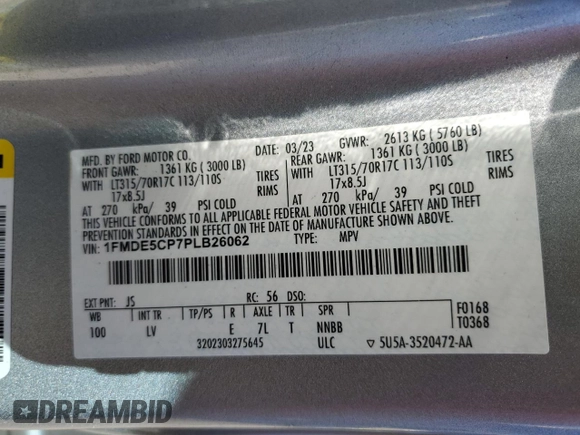 MFD. BY FORD MOTOR CO.
DATE: 03/23 GVWR: 2613 KG ( 5760 LB)
FRONT GAWR: 1361 KG ( 3000 LB) REAR GAWR: 1361 KG ( 3000 LB)
WITH LT315/70R17C 113/110S TIRES WITH LT315/70R17C 113/110S TIRES
17x8.5J RIMS 17x8.5J RIMS
AT 270 kPa/ 39 PSI COLD AT 270 kPa/ 39 PSI COLD
THIS VEHICLE CONFORMS TO ALL APPLICABLE FEDERAL MOTOR VEHICLE SAFETY AND THEFT
PREVENTION STANDARDS IN EFFECT ON THE DATE OF MANUFACTURE SHOWN ABOVE.
VIN: 1FMDE5CP7PLB26062 TYPE: MPV
EXT PNT: JS RC: 56 DSO:
WB INT TR TP/PS R AXLE TR SPR F0168
100 LV E 7L T NNBB T0368
3202303275645 ULC ▽ 5U5A-3520472-AA
DREAMBID